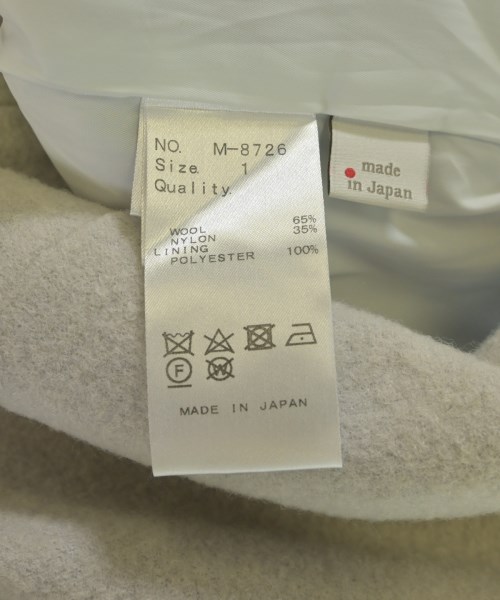 NO. M-8726
Size 1
Quality
WOOL 65%
NYLON 35%
LINING
POLYESTER 100%
F W
MADE IN JAPAN
made
in Japan